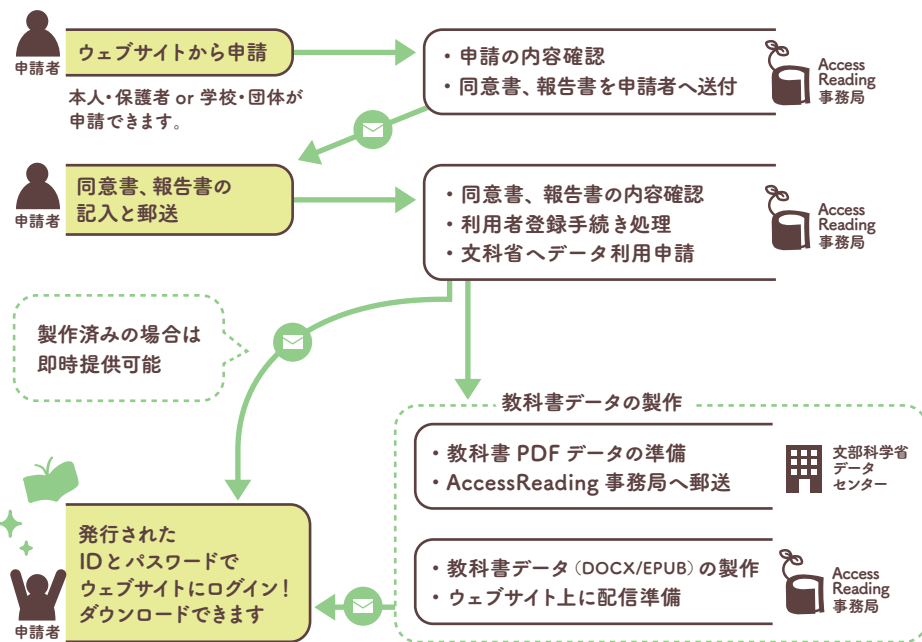 申請者
ウェブサイトから申請
本人・保護者 or 学校・団体が
申請できます。
・申請の内容確認
・同意書、報告書を申請者へ送付
Access
Reading
事務局
申請者
同意書、報告書の
記入と郵送
・同意書、報告書の内容確認
・利用者登録手続き処理
・文科省へデータ利用申請
Access
Reading
事務局
製作済みの場合は
即時提供可能
教科書データの製作
・教科書 PDF データの準備
・AccessReading 事務局へ郵送
文部科学省
データ
センター
・教科書データ（DOCX/EPUB）の製作
・ウェブサイト上に配信準備
Access
Reading
事務局
申請者
発行された
IDとパスワードで
ウェブサイトにログイン！
ダウンロードできます